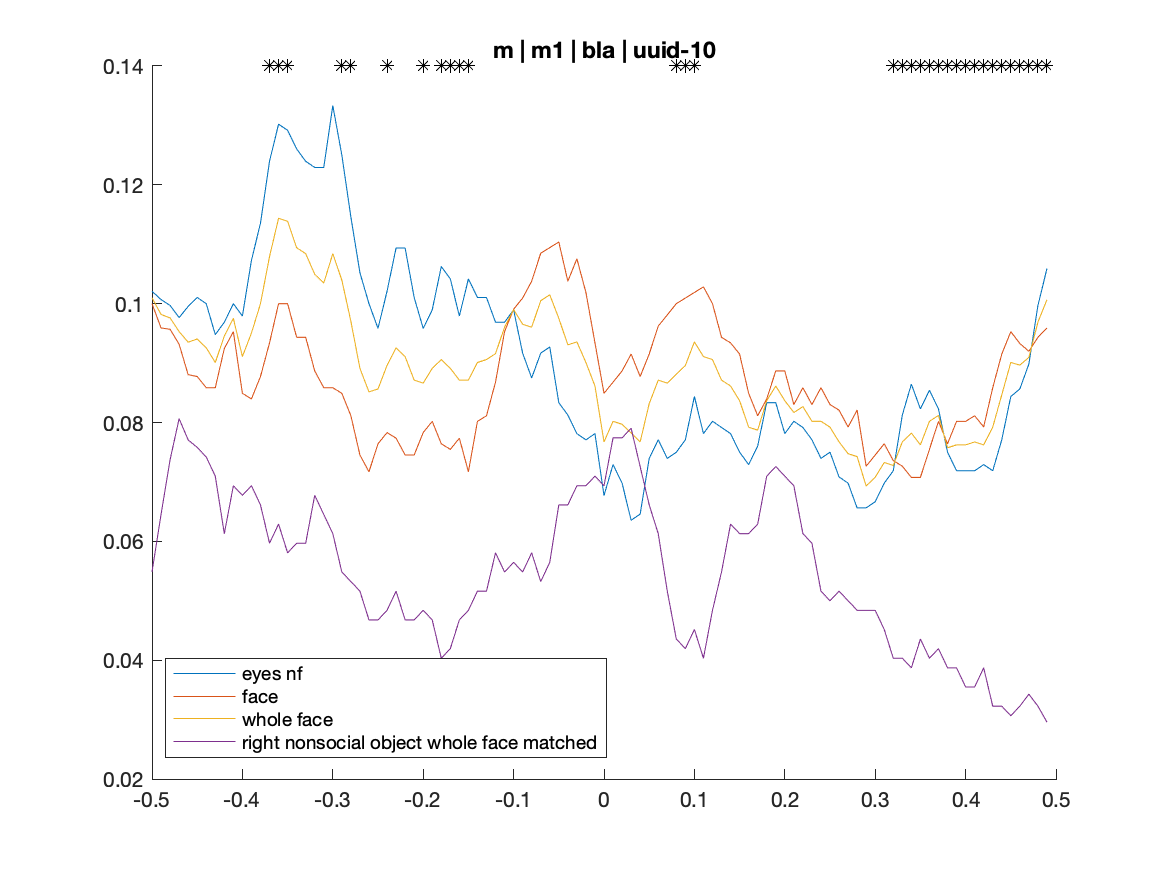 m | m1 | bla | uuid-10
0.14
0.12
0.1
0.08
0.06
0.04
0.02
eyes nf
face
whole face
right nonsocial object whole face matched
-0.5 -0.4 -0.3 -0.2 -0.1 0 0.1 0.2 0.3 0.4 0.5